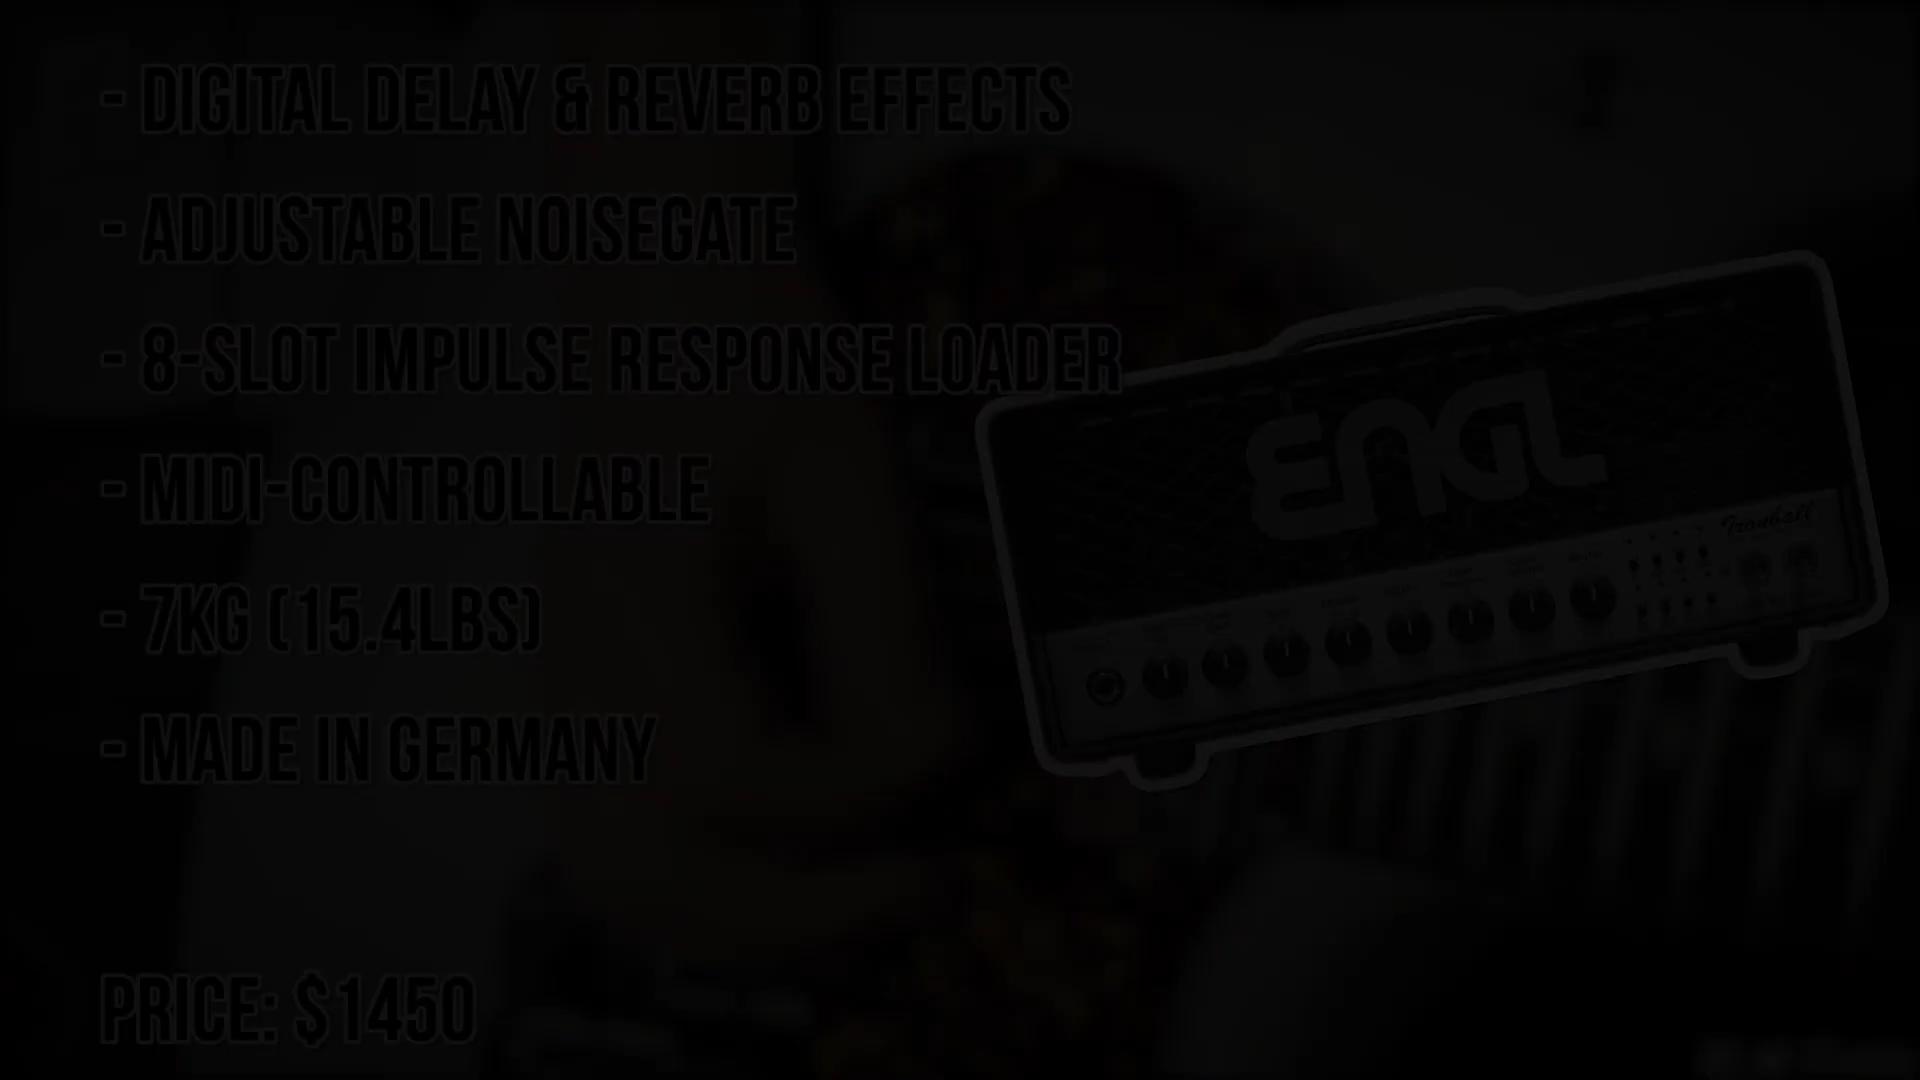 - DIGITAL DELAY & REVERB EFFECTS
- ADJUSTABLE NOISEGATE
- 8-SLOT IMPULSE RESPONSE LOADER
- MIDI-CONTROLLABLE
- 7KG (15.4LBS)
- MADE IN GERMANY
ENGL
Ironball
PRICE: $1450